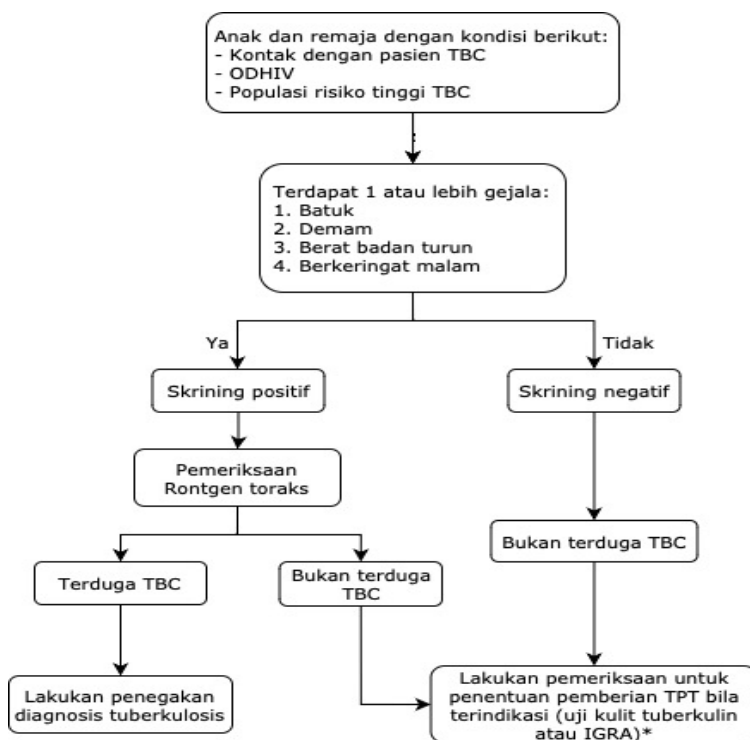 Anak dan remaja dengan kondisi berikut:
- Kontak dengan pasien TBC
- ODHIV
- Populasi risiko tinggi TBC
Terdapat 1 atau lebih gejala:
1. Batuk
2. Demam
3. Berat badan turun
4. Berkeringat malam
Ya
Tidak
Skrining positif
Skrining negatif
Pemeriksaan
Rontgen toraks
Bukan terduga TBC
Terduga TBC
Bukan terduga
TBC
Lakukan penegakan
diagnosis tuberkulosis
Lakukan pemeriksaan untuk
penentuan pemberian TPT bila
terindikasi (uji kulit tuberkulin
atau IGRA)*